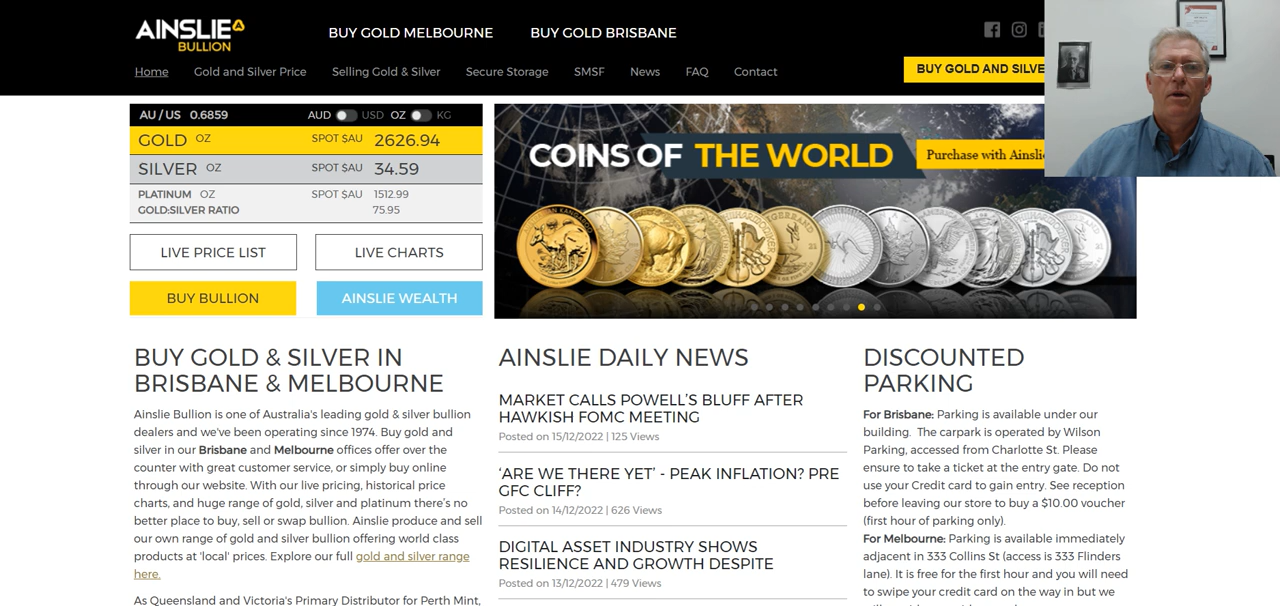 AINSLIE
BULLION
BUY GOLD MELBOURNE
BUY GOLD BRISBANE
Home
Gold and Silver Price
Selling Gold & Silver
Secure Storage
SMSF
News
FAQ
Contact
BUY GOLD AND SILVE
AU / US 0.6859
AUD USD OZ KG
GOLD OZ SPOT $AU 2626.94
SILVER OZ SPOT $AU 34.59
PLATINUM OZ SPOT $AU 1512.99
GOLD:SILVER RATIO 75.95
LIVE PRICE LIST
LIVE CHARTS
BUY BULLION
AINSLIE WEALTH
COINS OF THE WORLD
Purchase with Ainslie
BUY GOLD & SILVER IN
BRISBANE & MELBOURNE
Ainslie Bullion is one of Australia's leading gold & silver bullion
dealers and we've been operating since 1974. Buy gold and
silver in our Brisbane and Melbourne offices offer over the
counter with great customer service, or simply buy online
through our website. With our live pricing, historical price
charts, and huge range of gold, silver and platinum there's no
better place to buy, sell or swap bullion. Ainslie produce and sell
our own range of gold and silver bullion offering world class
products at 'local' prices. Explore our full gold and silver range
here.
As Queensland and Victoria's Primary Distributor for Perth Mint,
AINSLIE DAILY NEWS
MARKET CALLS POWELL'S BLUFF AFTER
HAWKISH FOMC MEETING
Posted on 15/12/2022 | 125 Views
'ARE WE THERE YET' - PEAK INFLATION? PRE
GFC CLIFF?
Posted on 14/12/2022 | 626 Views
DIGITAL ASSET INDUSTRY SHOWS
RESILIENCE AND GROWTH DESPITE
Posted on 13/12/2022 | 479 Views
DISCOUNTED
PARKING
For Brisbane: Parking is available under our
building. The carpark is operated by Wilson
Parking, accessed from Charlotte St. Please
ensure to take a ticket at the entry gate. Do not
use your Credit card to gain entry. See reception
before leaving our store to buy a $10.00 voucher
(first hour of parking only).
For Melbourne: Parking is available immediately
adjacent in 333 Collins St (access is 333 Flinders
lane). It is free for the first hour and you will need
to swipe your credit card on the way in but we